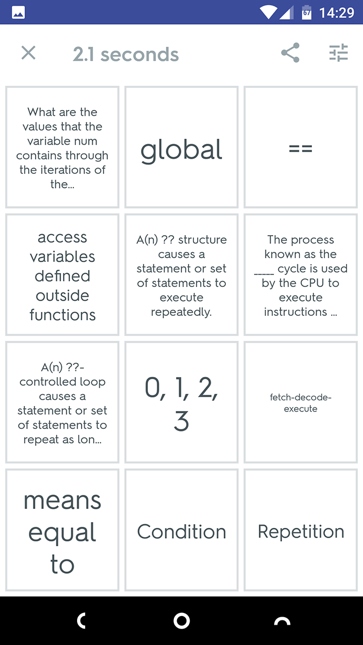 14:29
2.1 seconds
What are the
values that the
variable num
contains through
the iterations of
the...
global
==
access
variables
defined
outside
functions
A(n) ?? structure
causes a
statement or set
of statements to
execute
repeatedly.
The process
known as the
_____ cycle is used
by the CPU to
execute
instructions ...
A(n) ??-
controlled loop
causes a
statement or set
of statements to
repeat as lon...
0, 1, 2,
3
fetch-decode-
execute
means
equal
to
Condition
Repetition